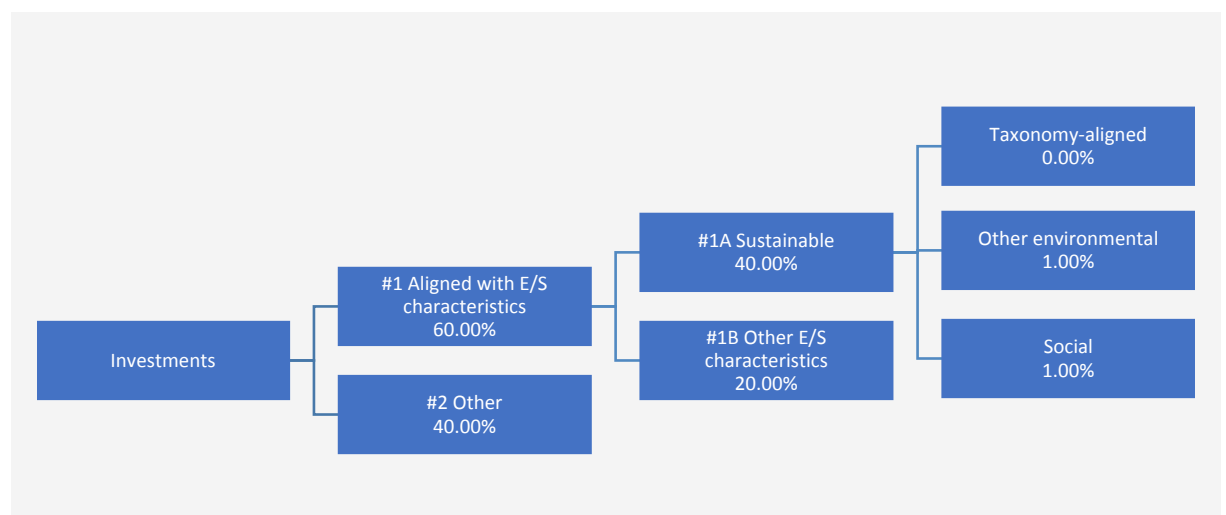 Investments
#1 Aligned with E/S
characteristics
60.00%
#2 Other
40.00%
#1A Sustainable
40.00%
#1B Other E/S
characteristics
20.00%
Taxonomy-aligned
0.00%
Other environmental
1.00%
Social
1.00%